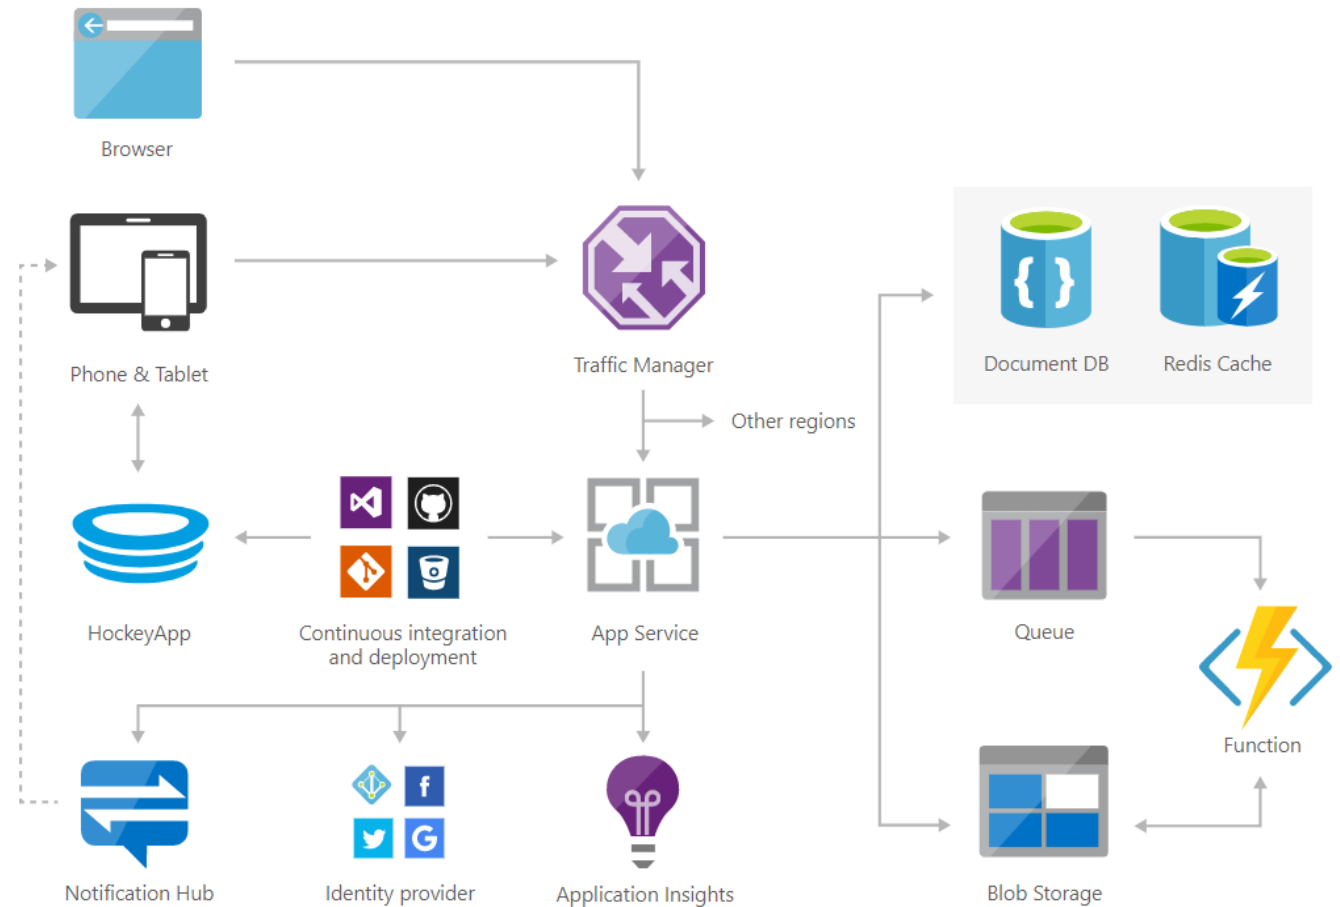 Browser
Phone & Tablet
Traffic Manager
Document DB
Redis Cache
Other regions
HockeyApp
Continuous integration
and deployment
App Service
Queue
Function
Notification Hub
Identity provider
Application Insights
Blob Storage